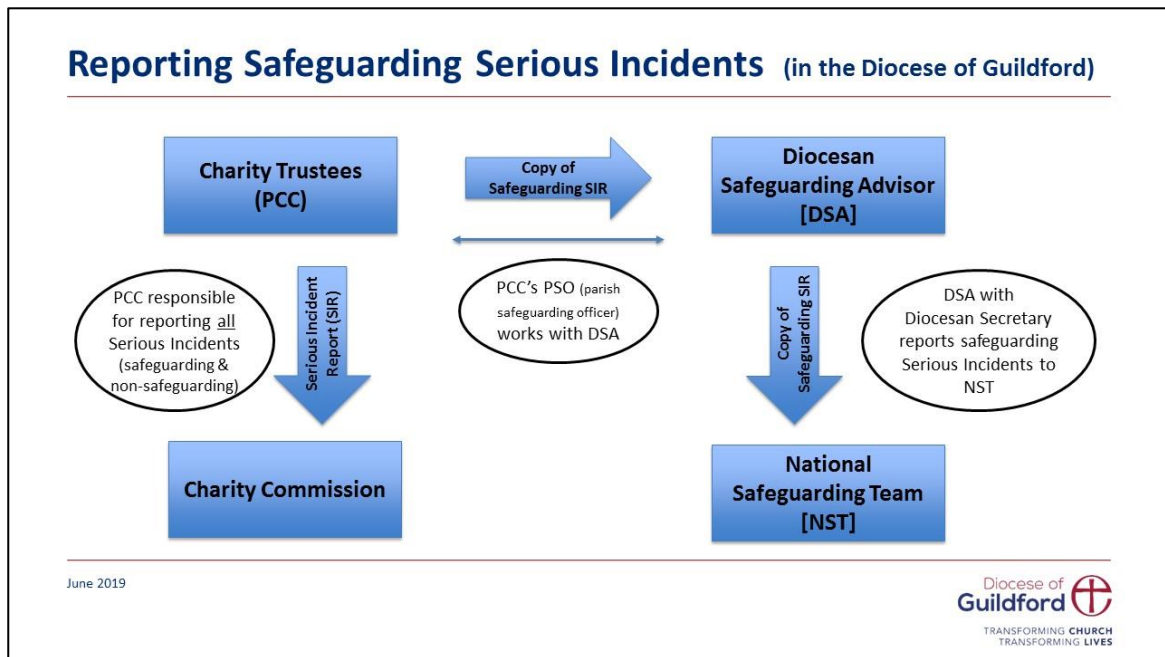 Reporting Safeguarding Serious Incidents (in the Diocese of Guildford)
Charity Trustees
(PCC)
Copy of
Safeguarding SIR
Diocesan
Safeguarding Advisor
[DSA]
PCC responsible
for reporting all
Serious Incidents
(safeguarding &
non-safeguarding)
Serious Incident
Report (SIR)
PCC's PSO (parish
safeguarding officer)
works with DSA
Copy of
Safeguarding SIR
DSA with
Diocesan Secretary
reports safeguarding
Serious Incidents to
NST
Charity Commission
National
Safeguarding Team
[NST]
June 2019
Diocese of
Guildford
TRANSFORMING CHURCH
TRANSFORMING LIVES